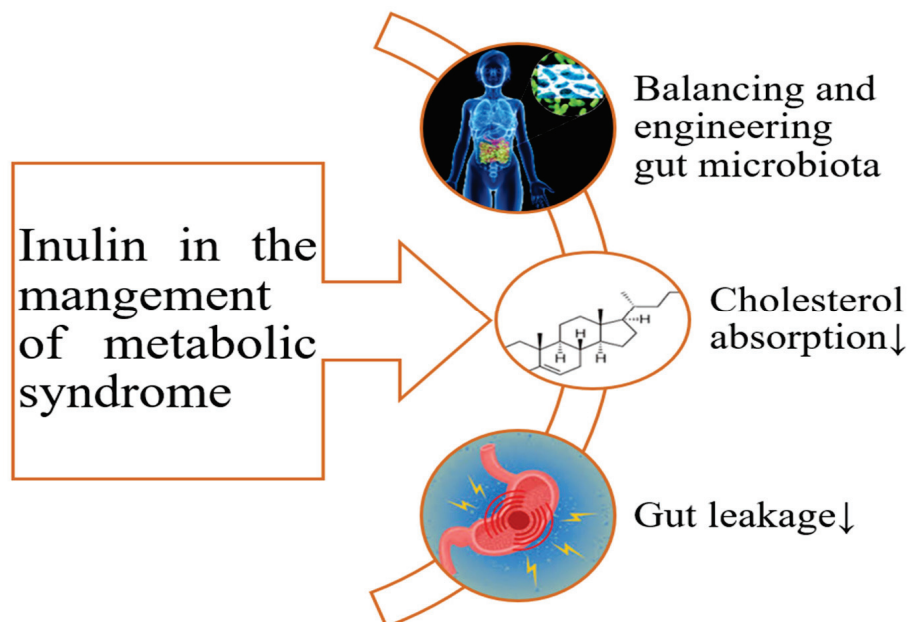 Inulin in the
mangement
of metabolic
syndrome
Balancing and
engineering
gut microbiota
H
H
H
H
Cholesterol
absorption↓
Gut leakage↓